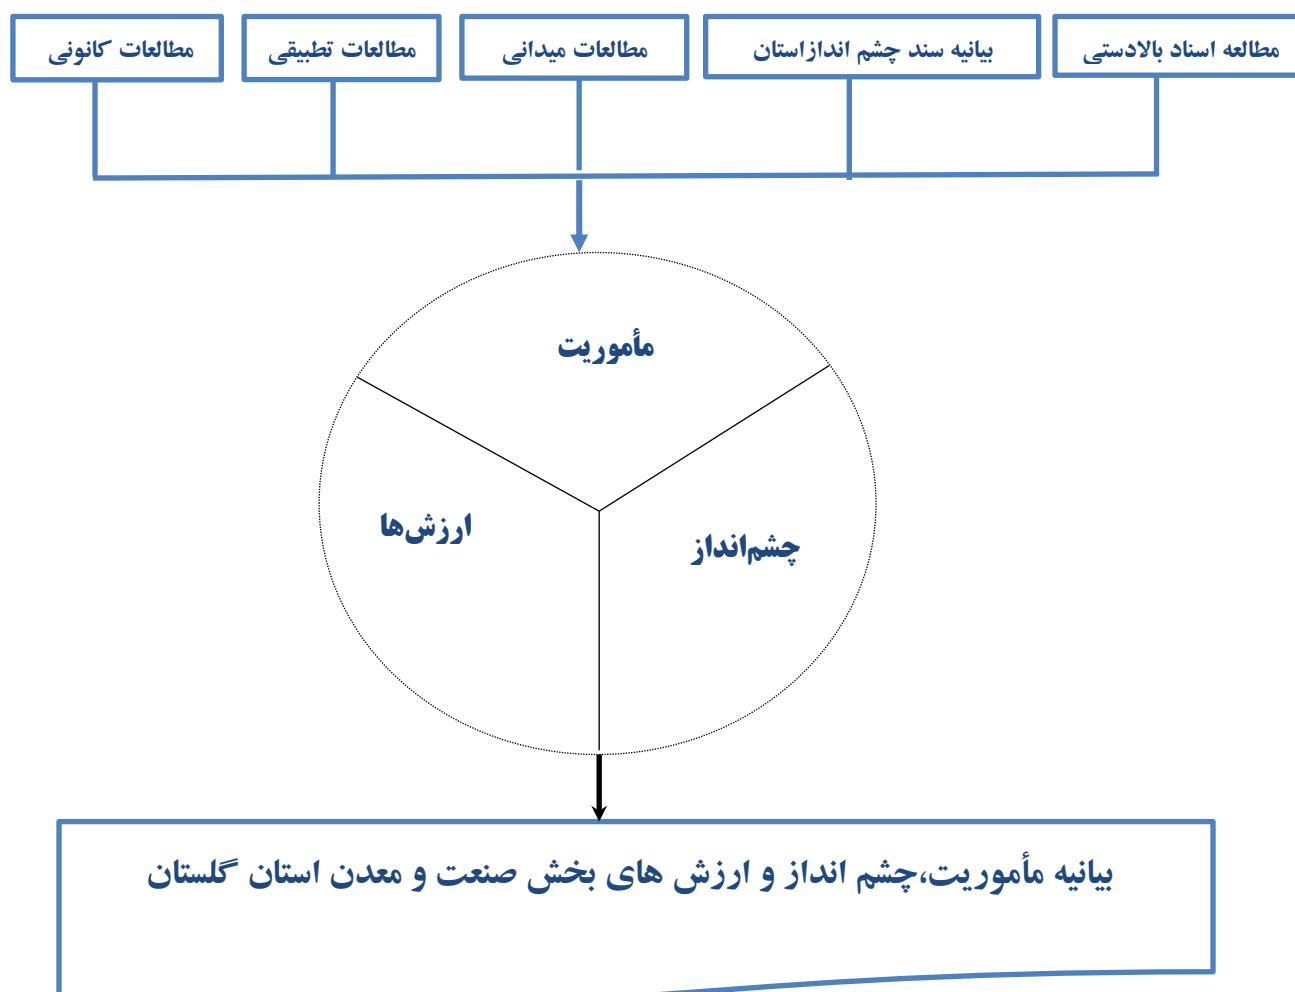 مطالعه اسناد بالادستی
بیانیه سند چشم اندازاستان
مطالعات میدانی
مطالعات تطبیقی
مطالعات کانونی
مأموریت
چشم‌انداز
ارزش‌ها
بیانیه مأموریت،چشم انداز و ارزش های بخش صنعت و معدن استان گلستان